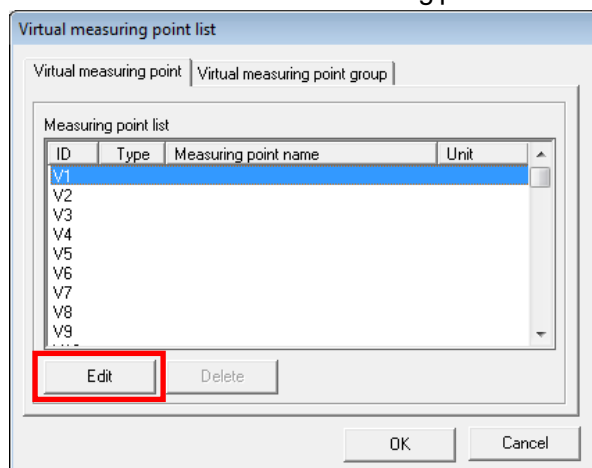 Virtual measuring point list
Virtual measuring point Virtual measuring point group
Measuring point list
ID Type Measuring point name Unit
V1
V2
V3
V4
V5
V6
V7
V8
V9
Edit Delete
OK Cancel